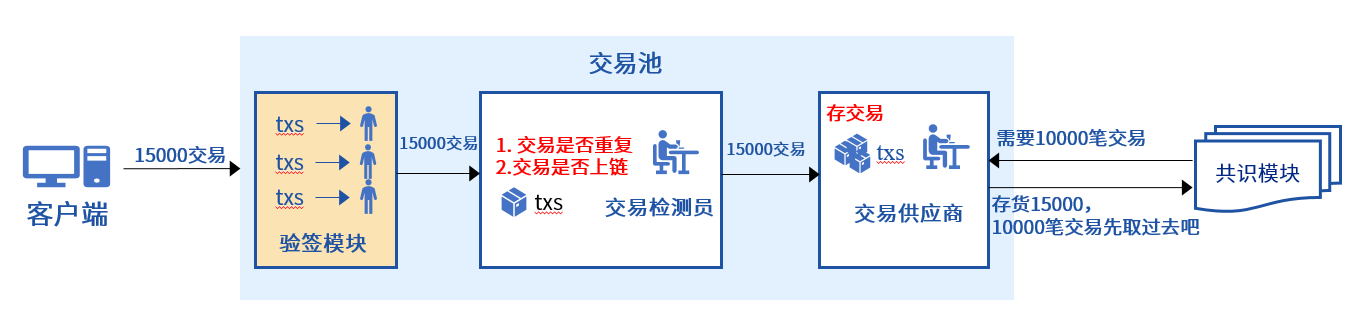 交易池
客户端
15000交易
txs
txs
txs
验签模块
15000交易
1. 交易是否重复
2.交易是否上链
txs
交易检测员
15000交易
存交易
txs
交易供应商
需要10000笔交易
存货15000，
10000笔交易先取过去吧
共识模块